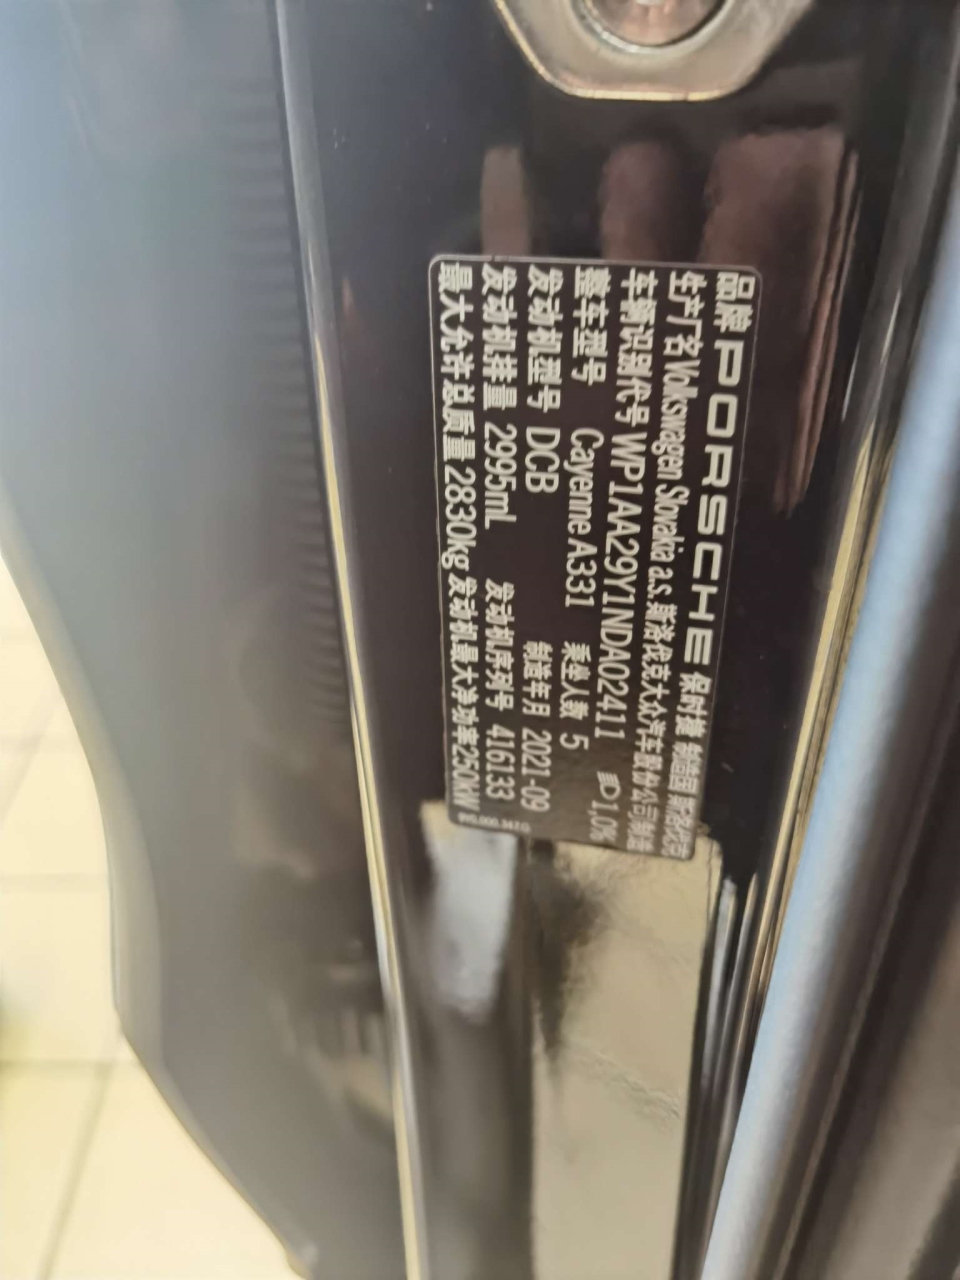 品牌 PORSCHE 保时捷 制造国 斯洛伐克
生产厂名 Volkswagen Slovakia a.s. 斯洛伐克大众汽车股份公司制造
车辆识别代号 WP1AA29Y1NDA02411 1,0%
整车型号 Cayenne A331 乘坐人数 5
发动机型号 DCB 制造年月 2021-09
发动机排量 2995mL 发动机序列号 416133
最大允许总质量 2830kg 发动机最大净功率250kW